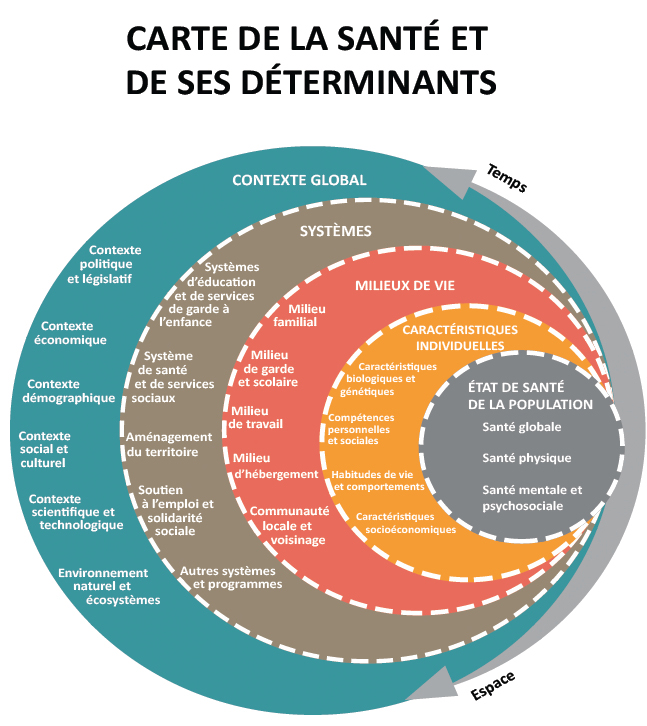 CARTE DE LA SANTÉ ET
DE SES DÉTERMINANTS
Temps
CONTEXTE GLOBAL
Contexte
politique
et législatif
Contexte
économique
Contexte
démographique
Contexte
social et
culturel
Contexte
scientifique et
technologique
Environnement
naturel et
écosystèmes
SYSTÈMES
Systèmes
d'éducation
et de services
de garde à
l'enfance
Système
de santé
et de services
sociaux
Aménagement
du territoire
Soutien
à l'emploi et
solidarité
sociale
Autres systèmes
et programmes
MILIEUX DE VIE
Milieu
familial
Milieu
de garde
et scolaire
Milieu
de travail
Milieu
d'hébergement
Communauté
locale et
voisinage
CARACTÉRISTIQUES
INDIVIDUELLES
Caractéristiques
biologiques et
génétiques
Compétences
personnelles
et sociales
Habitudes de vie
et comportements
Caractéristiques
socioéconomiques
ÉTAT DE SANTÉ
DE LA POPULATION
Santé globale
Santé physique
Santé mentale et
psychosociale
Espace